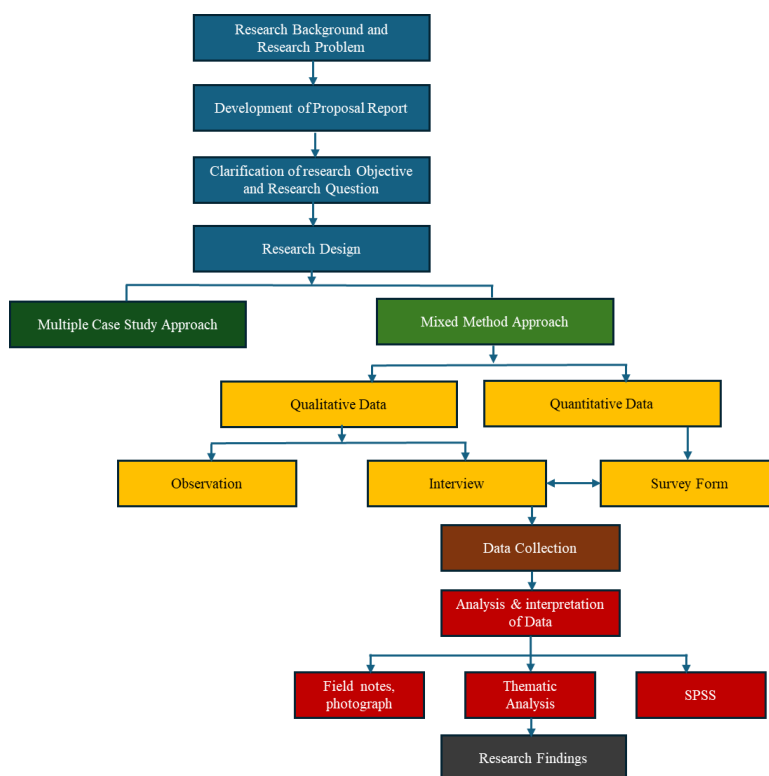 Research Background and
Research Problem
Development of Proposal Report
Clarification of research Objective
and Research Question
Research Design
Multiple Case Study Approach
Mixed Method Approach
Qualitative Data
Quantitative Data
Observation
Interview
Survey Form
Data Collection
Analysis & interpretation
of Data
Field notes,
photograph
Thematic
Analysis
SPSS
Research Findings